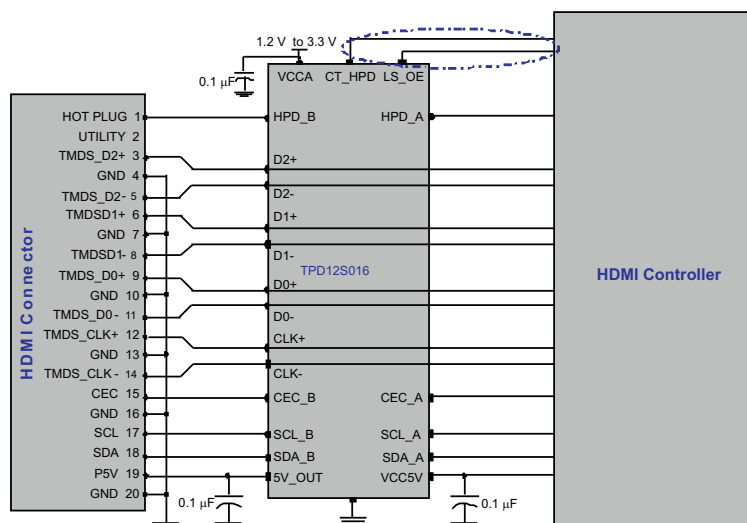 1.2 V to 3.3 V
0.1 µF
VCCA CT_HPD LS_OE
HOT PLUG 1
UTILITY 2
TMDS_D2+ 3
GND 4
TMDS_D2- 5
TMDSD1+ 6
GND 7
TMDSD1- 8
TMDS_D0+ 9
GND 10
TMDS_D0- 11
TMDS_CLK+ 12
GND 13
TMDS_CLK- 14
CEC 15
GND 16
SCL 17
SDA 18
P5V 19
GND 20
HDMI Connector
HPD_B HPD_A
D2+
D2-
D1+
D1-
TPD12S016
D0+
D0-
CLK+
CLK-
CEC_B CEC_A
SCL_B SCL_A
SDA_B SDA_A
5V_OUT VCC5V
0.1 µF
0.1 µF
HDMI Controller